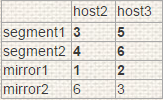 host2 host3
segment1 3 5
segment2 4 6
mirror1 1 2
mirror2 6 3